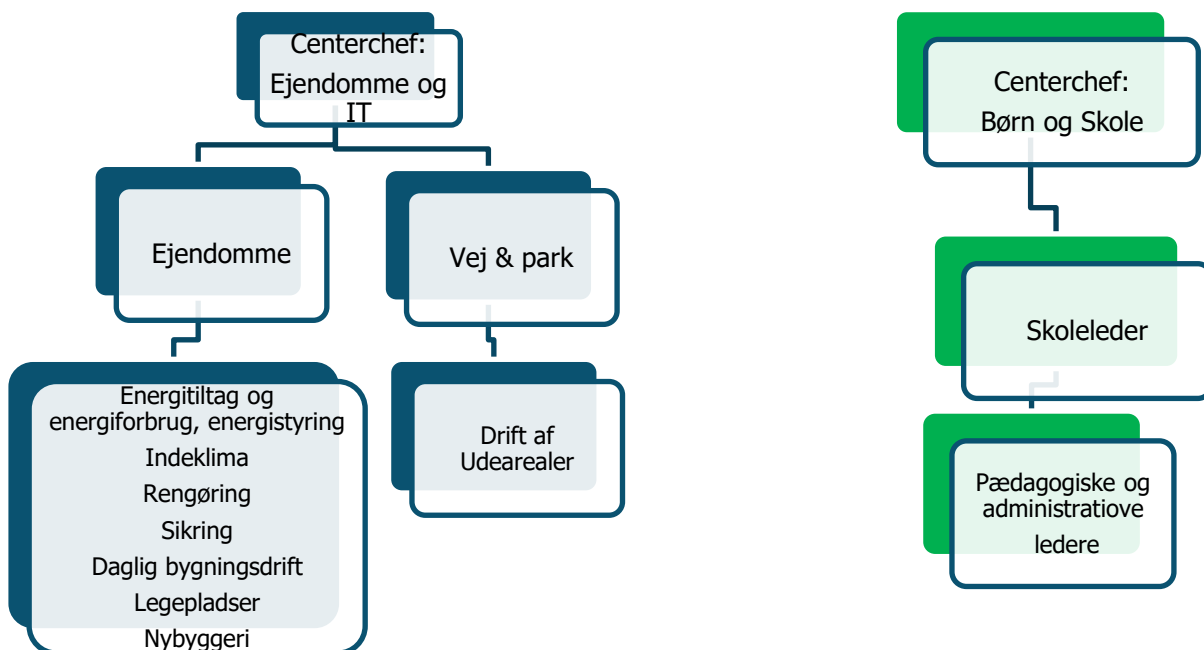 Centerchef:
Ejendomme og
IT
Ejendomme
Vej & park
Energitiltag og
energiforbrug, energistyring
Indeklima
Rengøring
Sikring
Daglig bygningsdrift
Legepladser
Nybyggeri
Drift af
Udearealer
Centerchef:
Børn og Skole
Skoleleder
Pædagogiske og
administratiove
ledere